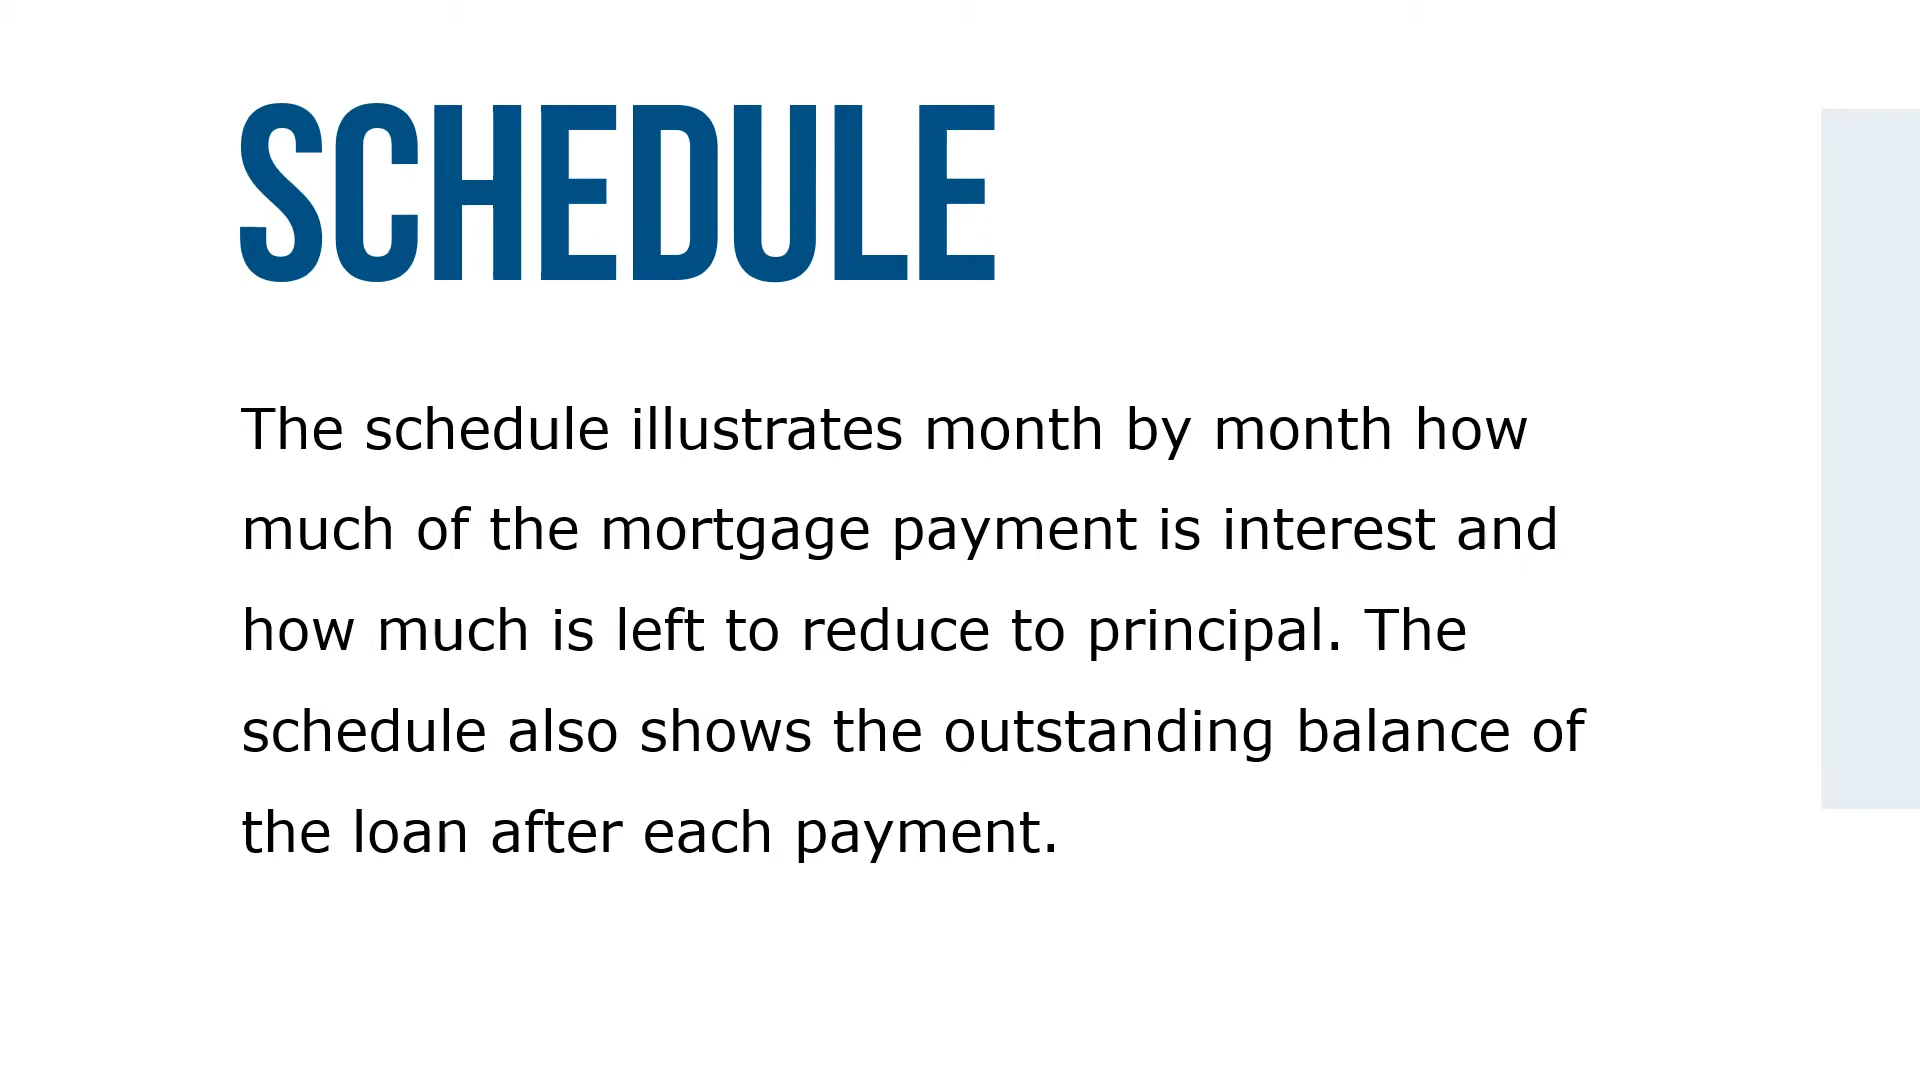 SCHEDULE
The schedule illustrates month by month how
much of the mortgage payment is interest and
how much is left to reduce to principal. The
schedule also shows the outstanding balance of
the loan after each payment.